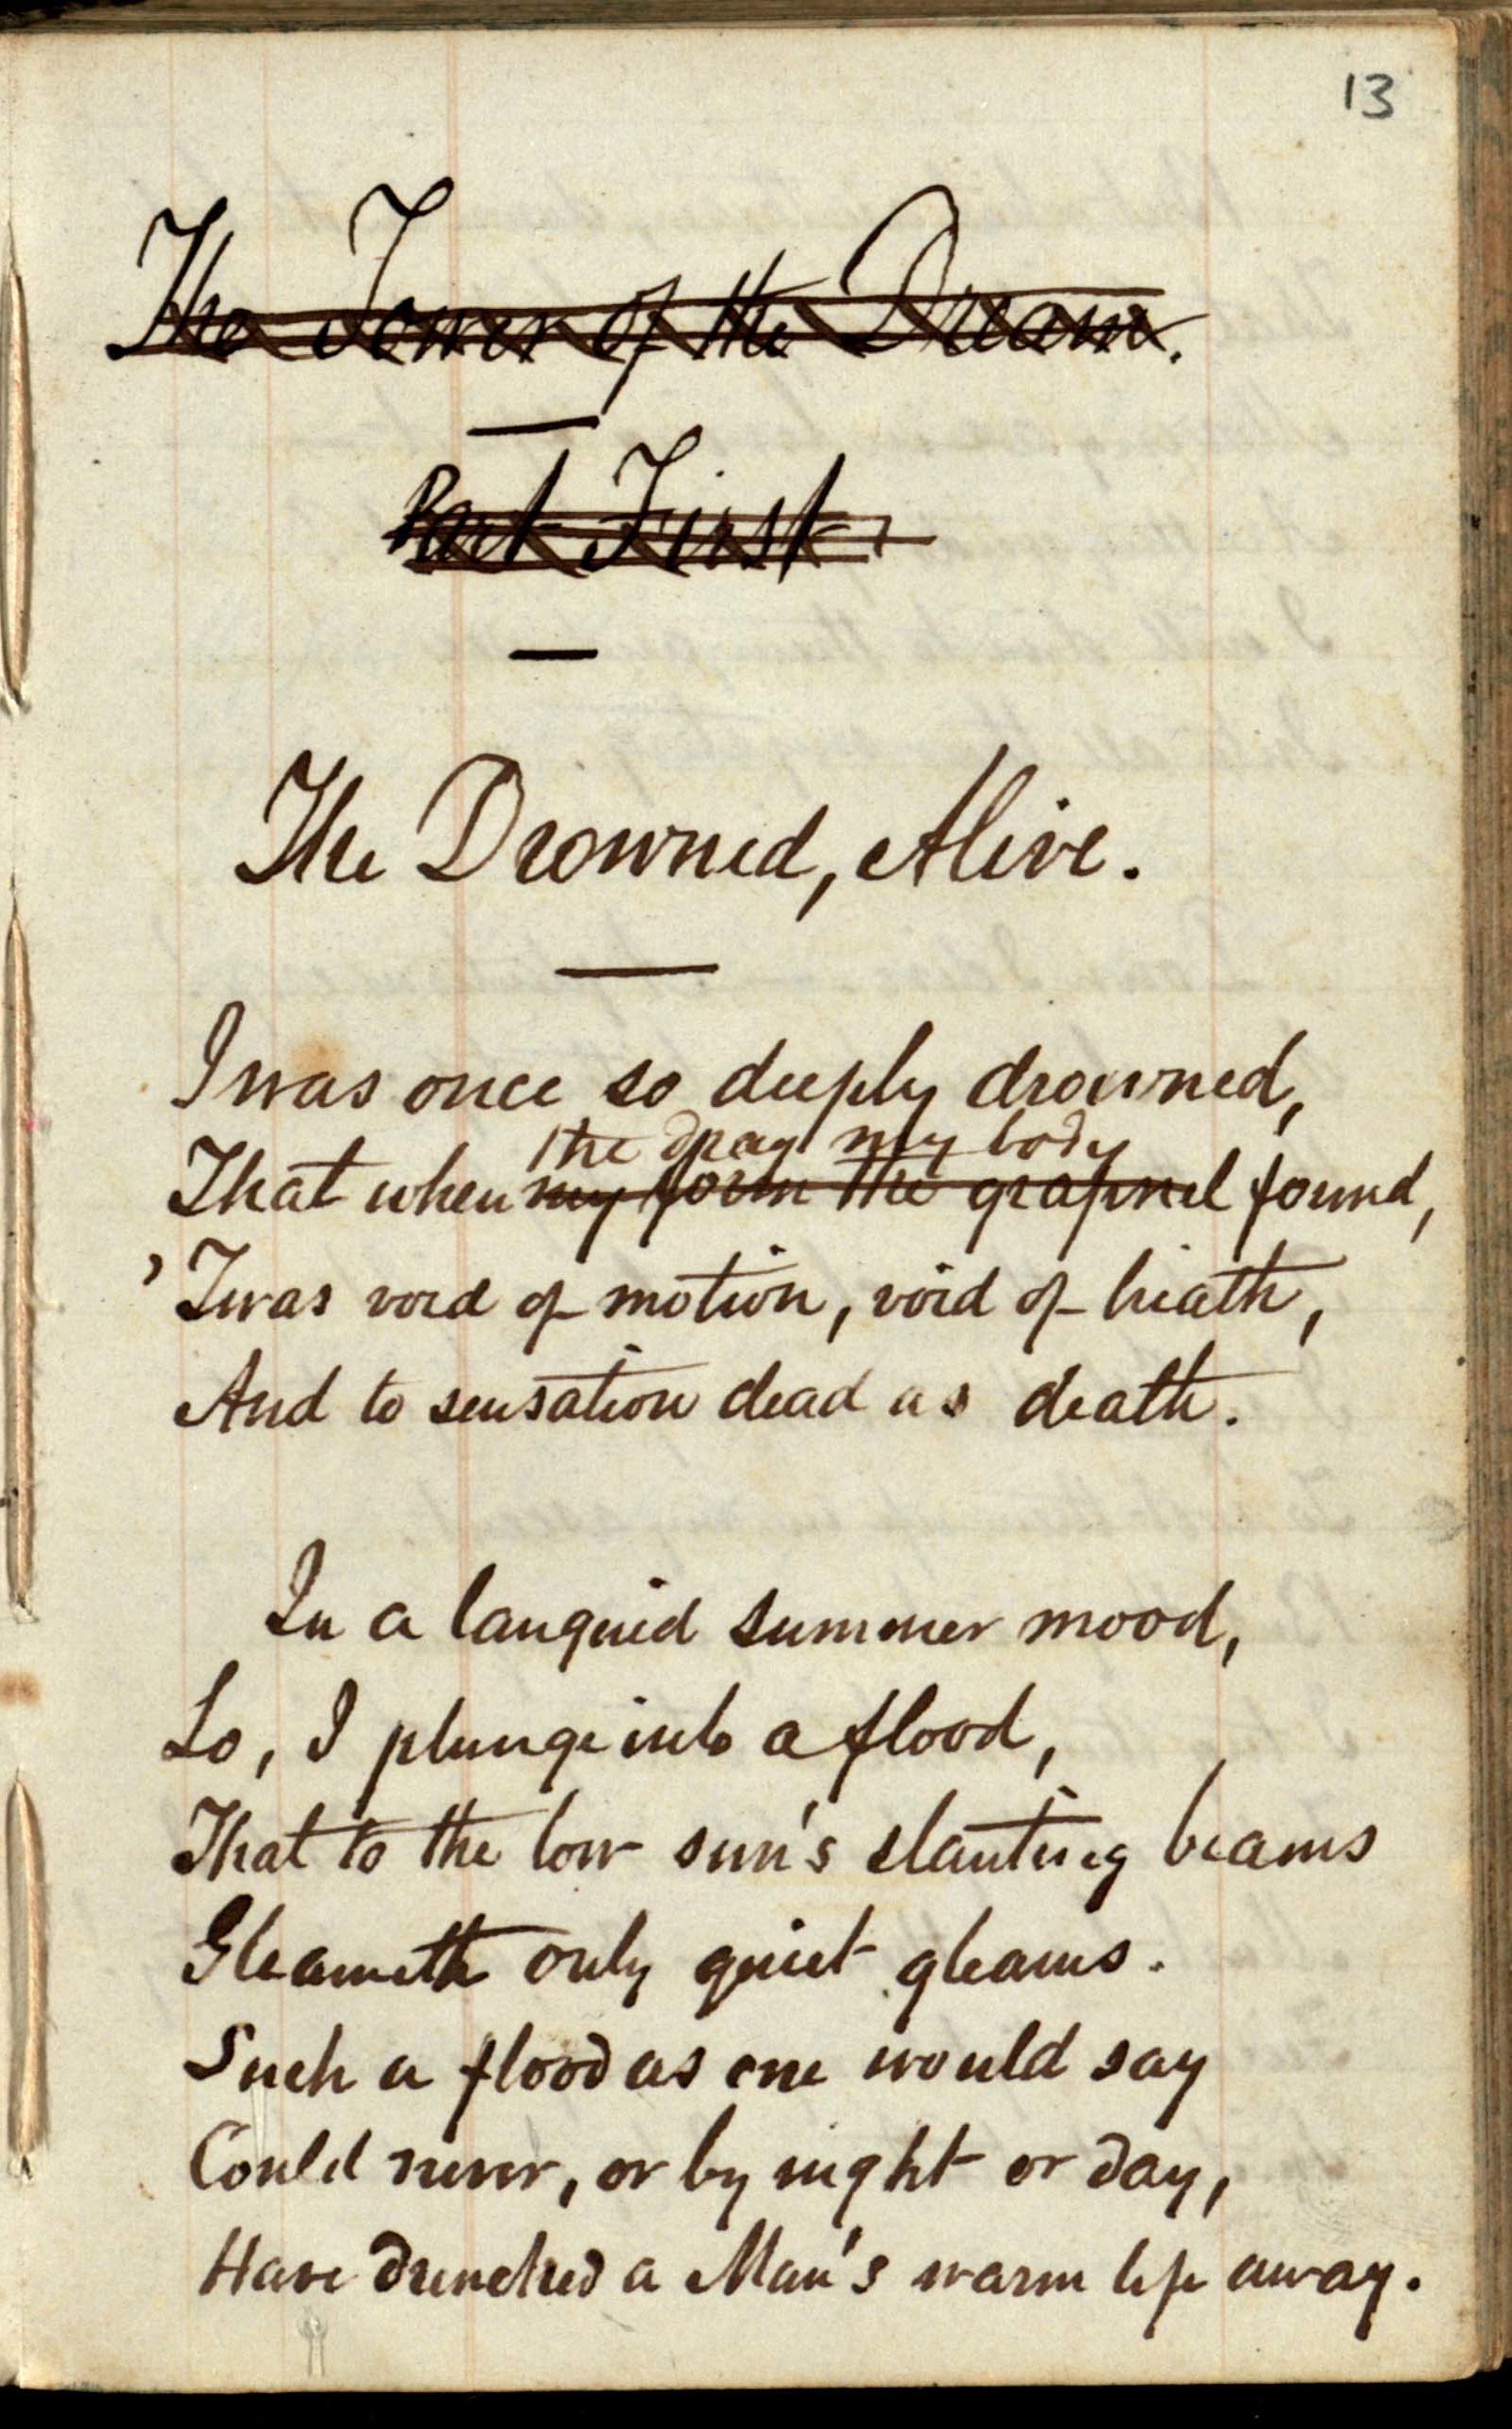 13
The Tower of the Dream.
Part First
The Drowned, Alive.
I was once so deeply drowned,
the drag my body
That when my form the grapnel found,
'Twas void of motion, void of breath,
And to sensation dead as death.
In a languid summer mood,
Lo, I plunge into a flood,
That to the low sun's slanting beams
Gleameth only quiet gleams.
Such a flood as one would say
Could never, or by night or day,
Have drenched a Man's warm life away.